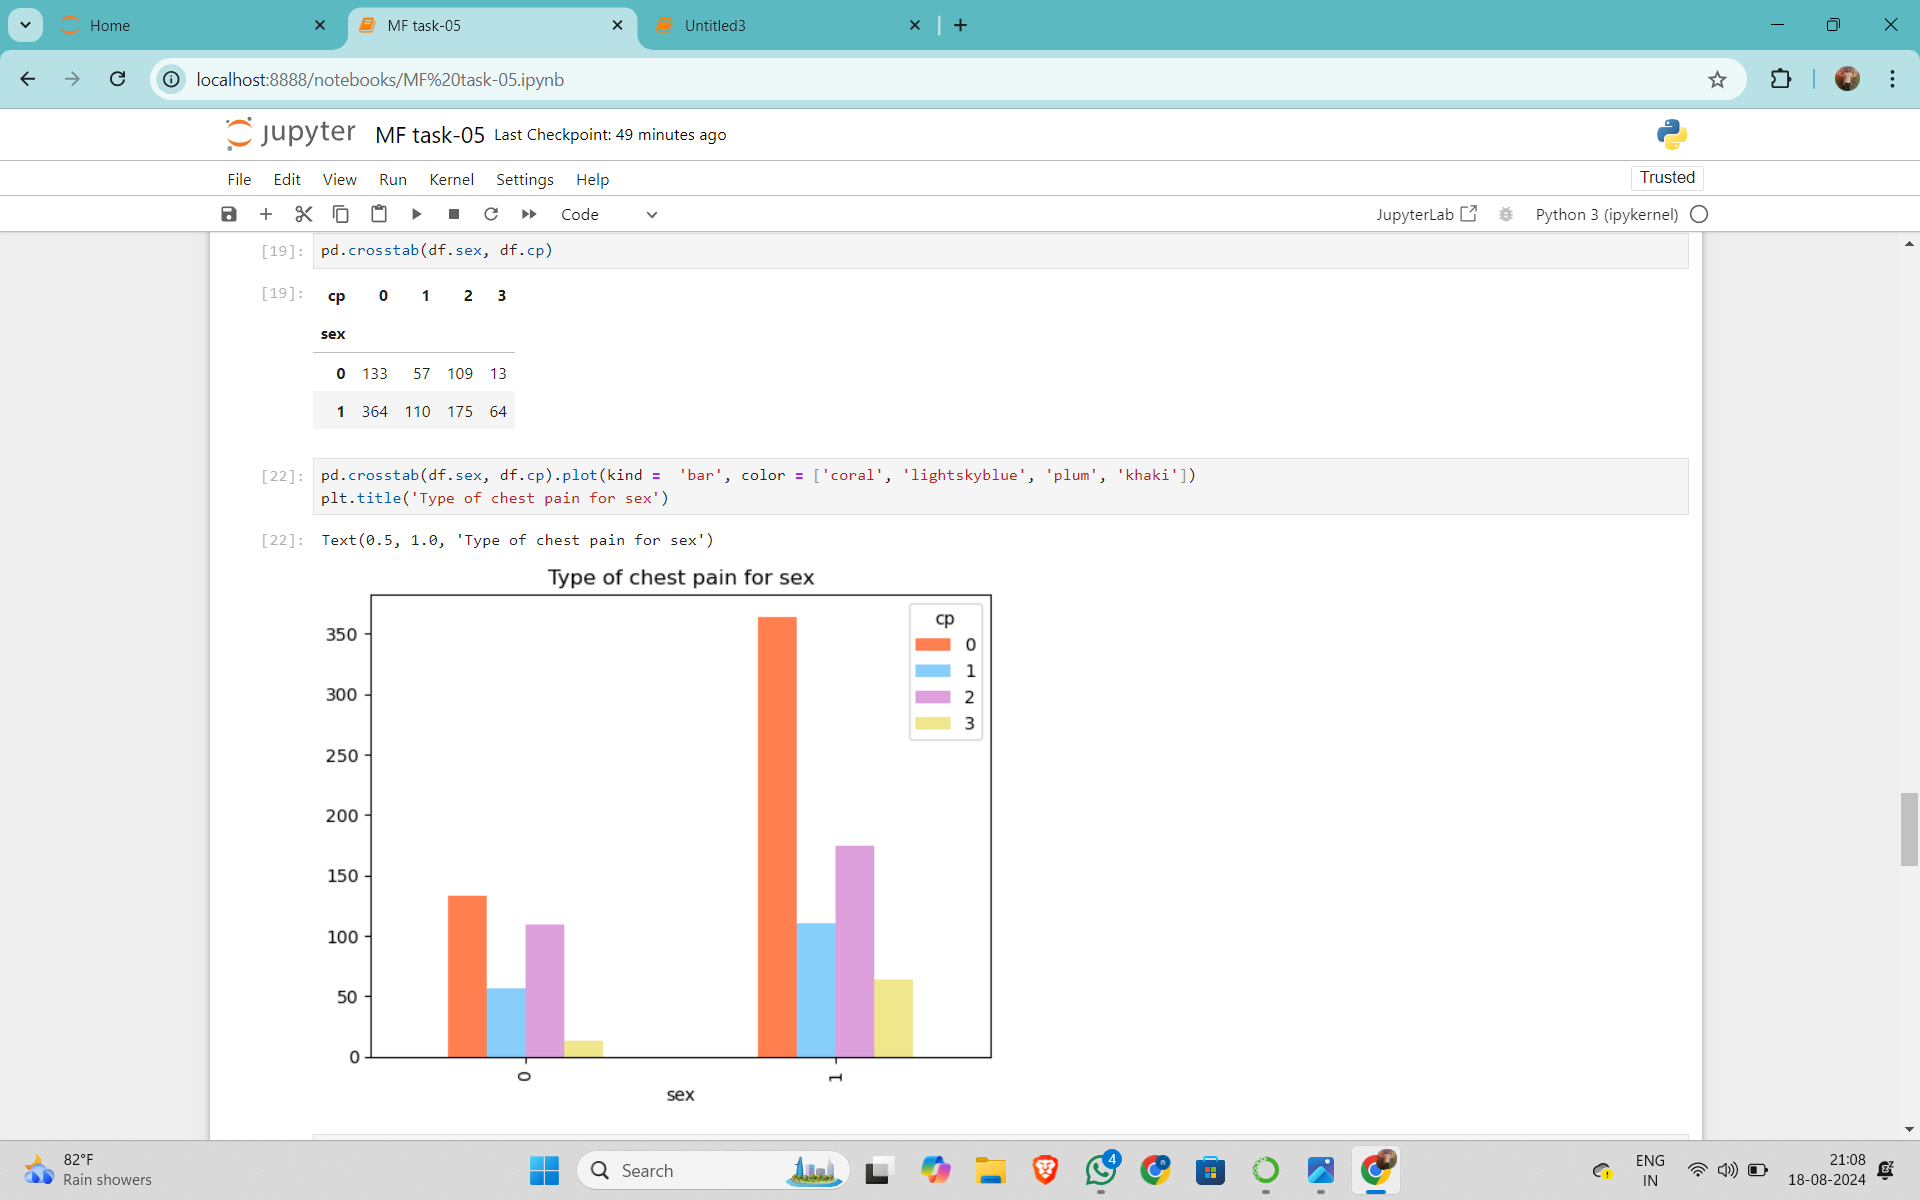 Home
MF task-05
Untitled3
localhost:8888/notebooks/MF%20task-05.ipynb
jupyter MF task-05 Last Checkpoint: 49 minutes ago
File Edit View Run Kernel Settings Help
Trusted
Code
JupyterLab
Python 3 (ipykernel)
[19]: pd.crosstab(df.sex, df.cp)
[19]: cp 0 1 2 3
sex
0 133 57 109 13
1 364 110 175 64
[22]: pd.crosstab(df.sex, df.cp).plot(kind =  'bar', color = ['coral', 'lightskyblue', 'plum', 'khaki'])
plt.title('Type of chest pain for sex')
[22]: Text(0.5, 1.0, 'Type of chest pain for sex')
Type of chest pain for sex
cp
0
1
2
3
350
300
250
200
150
100
50
0
0 1
sex
82°F
Rain showers
Search
4
ENG
IN
21:08
18-08-2024